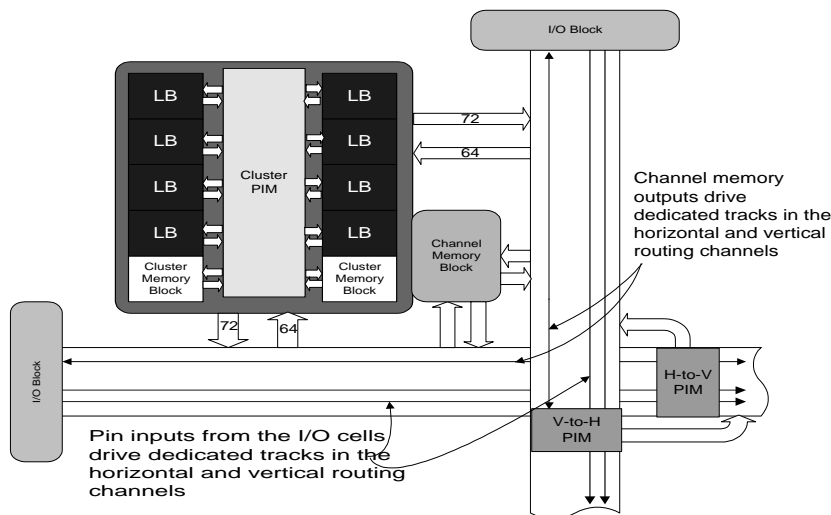 I/O Block
LB
LB
LB
LB
LB
LB
LB
LB
Cluster
PIM
Cluster
Memory
Block
Cluster
Memory
Block
72
64
Channel
Memory
Block
Channel memory
outputs drive
dedicated tracks in the
horizontal and vertical
routing channels
72
64
I/O Block
H-to-V
PIM
V-to-H
PIM
Pin inputs from the I/O cells
drive dedicated tracks in the
horizontal and vertical routing
channels